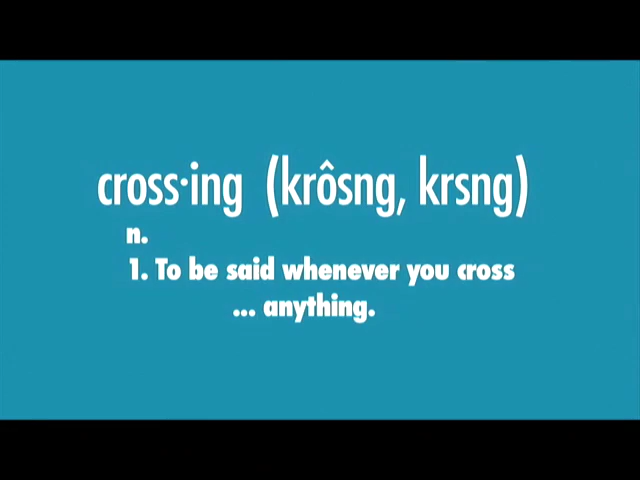 cross·ing (krôsng, krsng)
n.
1. To be said whenever you cross
... anything.